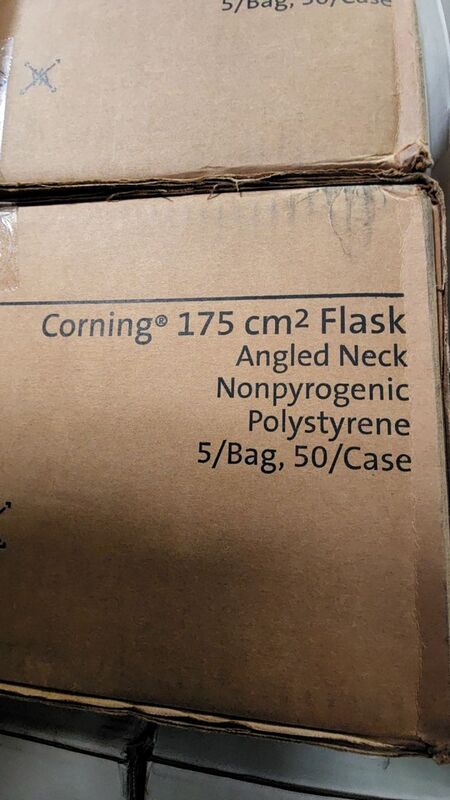 5/Bag, 50/Case
Corning® 175 cm2 Flask
Angled Neck
Nonpyrogenic
Polystyrene
5/Bag, 50/Case